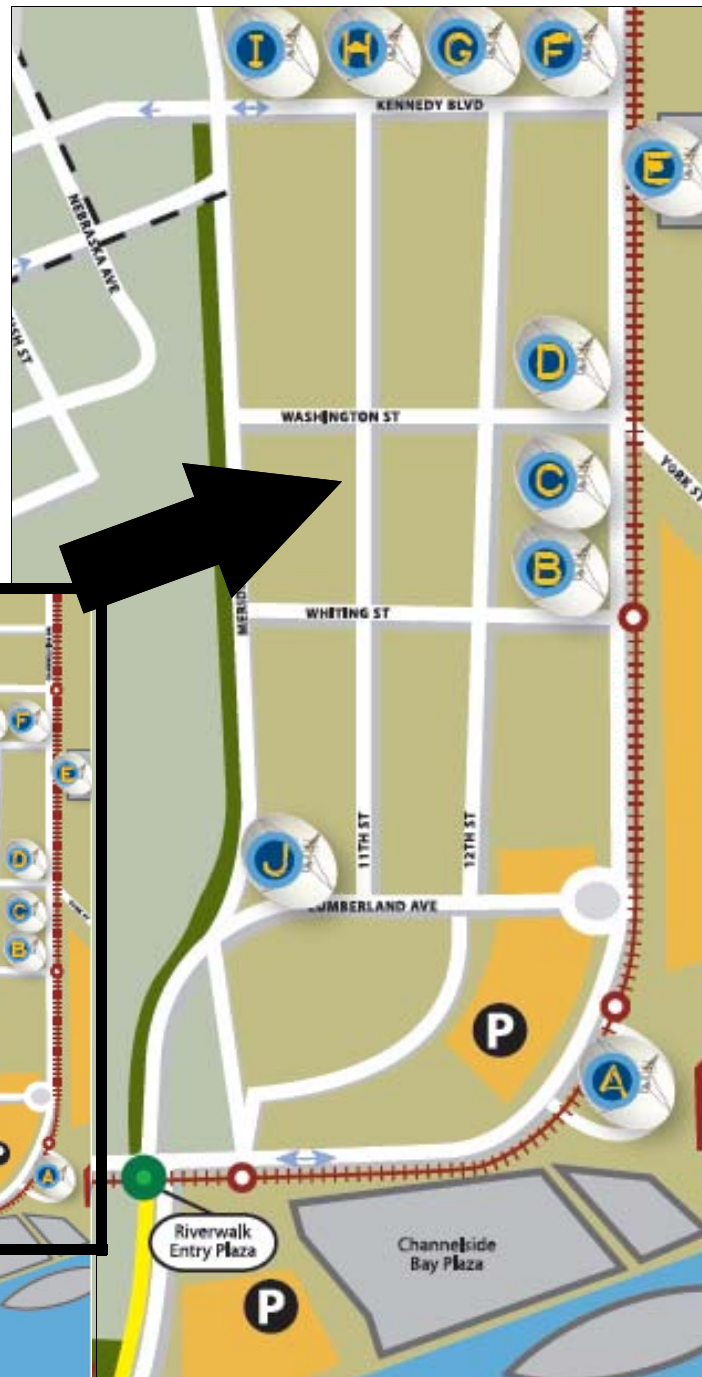 I H G F
KENNEDY BLVD
E
NEBRASKA AVE
D
WASHINGTON ST
C
YORK ST
B
WHITING ST
F
E
D
C
B
J
11TH ST
12TH ST
CUMBERLAND AVE
P
A
A
Riverwalk
Entry Plaza
Channelside
Bay Plaza
P